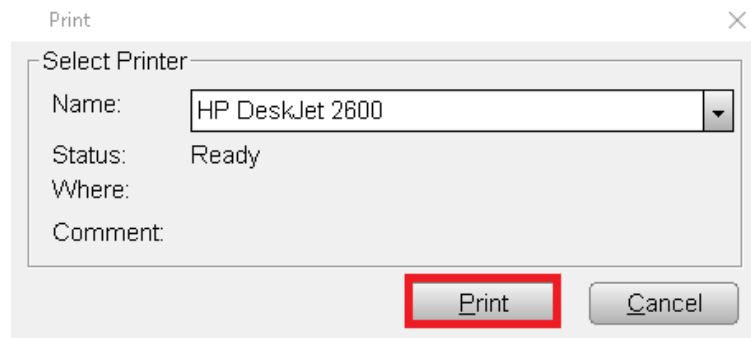 Print
Select Printer
Name: HP DeskJet 2600
Status: Ready
Where:
Comment:
Print Cancel